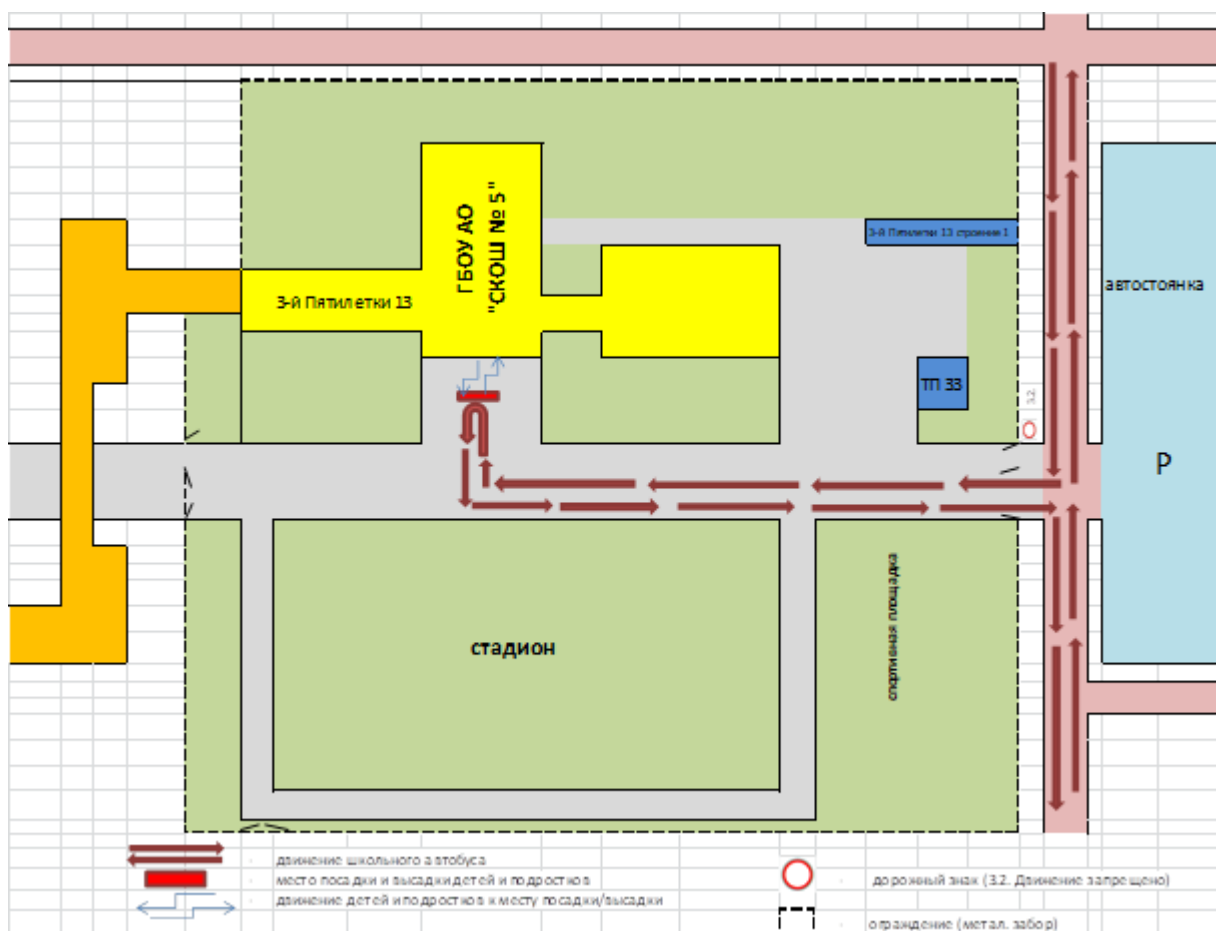 ГБОУ АО
"СКОШ № 5"
3-й Пятилетки 13 строение 1
3-й Пятилетки 13
автостоянка
ТП 33
3.2.
Р
спортивная площадка
стадион
движение школьного автобуса
место посадки и высадки детей и подростков
движение детей и подростков к месту посадки/высадки
дорожный знак (3.2. Движение запрещено)
ограждение (метал. забор)